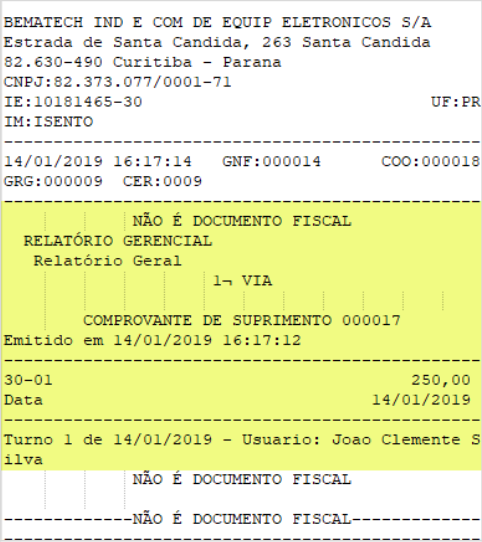 BEMATECH IND E COM DE EQUIP ELETRONICOS S/A
Estrada de Santa Candida, 263 Santa Candida
82.630-490 Curitiba - Parana
CNPJ:82.373.077/0001-71
IE:10181465-30 UF:PR
IM:ISENTO
------------------------------------------------
14/01/2019 16:17:14 GNF:000014 COO:000018
GRG:000009 CER:0009
------------------------------------------------
NÃO É DOCUMENTO FISCAL
RELATÓRIO GERENCIAL
Relatório Geral
1¬ VIA
COMPROVANTE DE SUPRIMENTO 000017
Emitido em 14/01/2019 16:17:12
------------------------------------------------
30-01 250,00
Data 14/01/2019
------------------------------------------------
Turno 1 de 14/01/2019 - Usuario: Joao Clemente S
ilva
NÃO É DOCUMENTO FISCAL
-------------NÃO É DOCUMENTO FISCAL-------------
------------------------------------------------